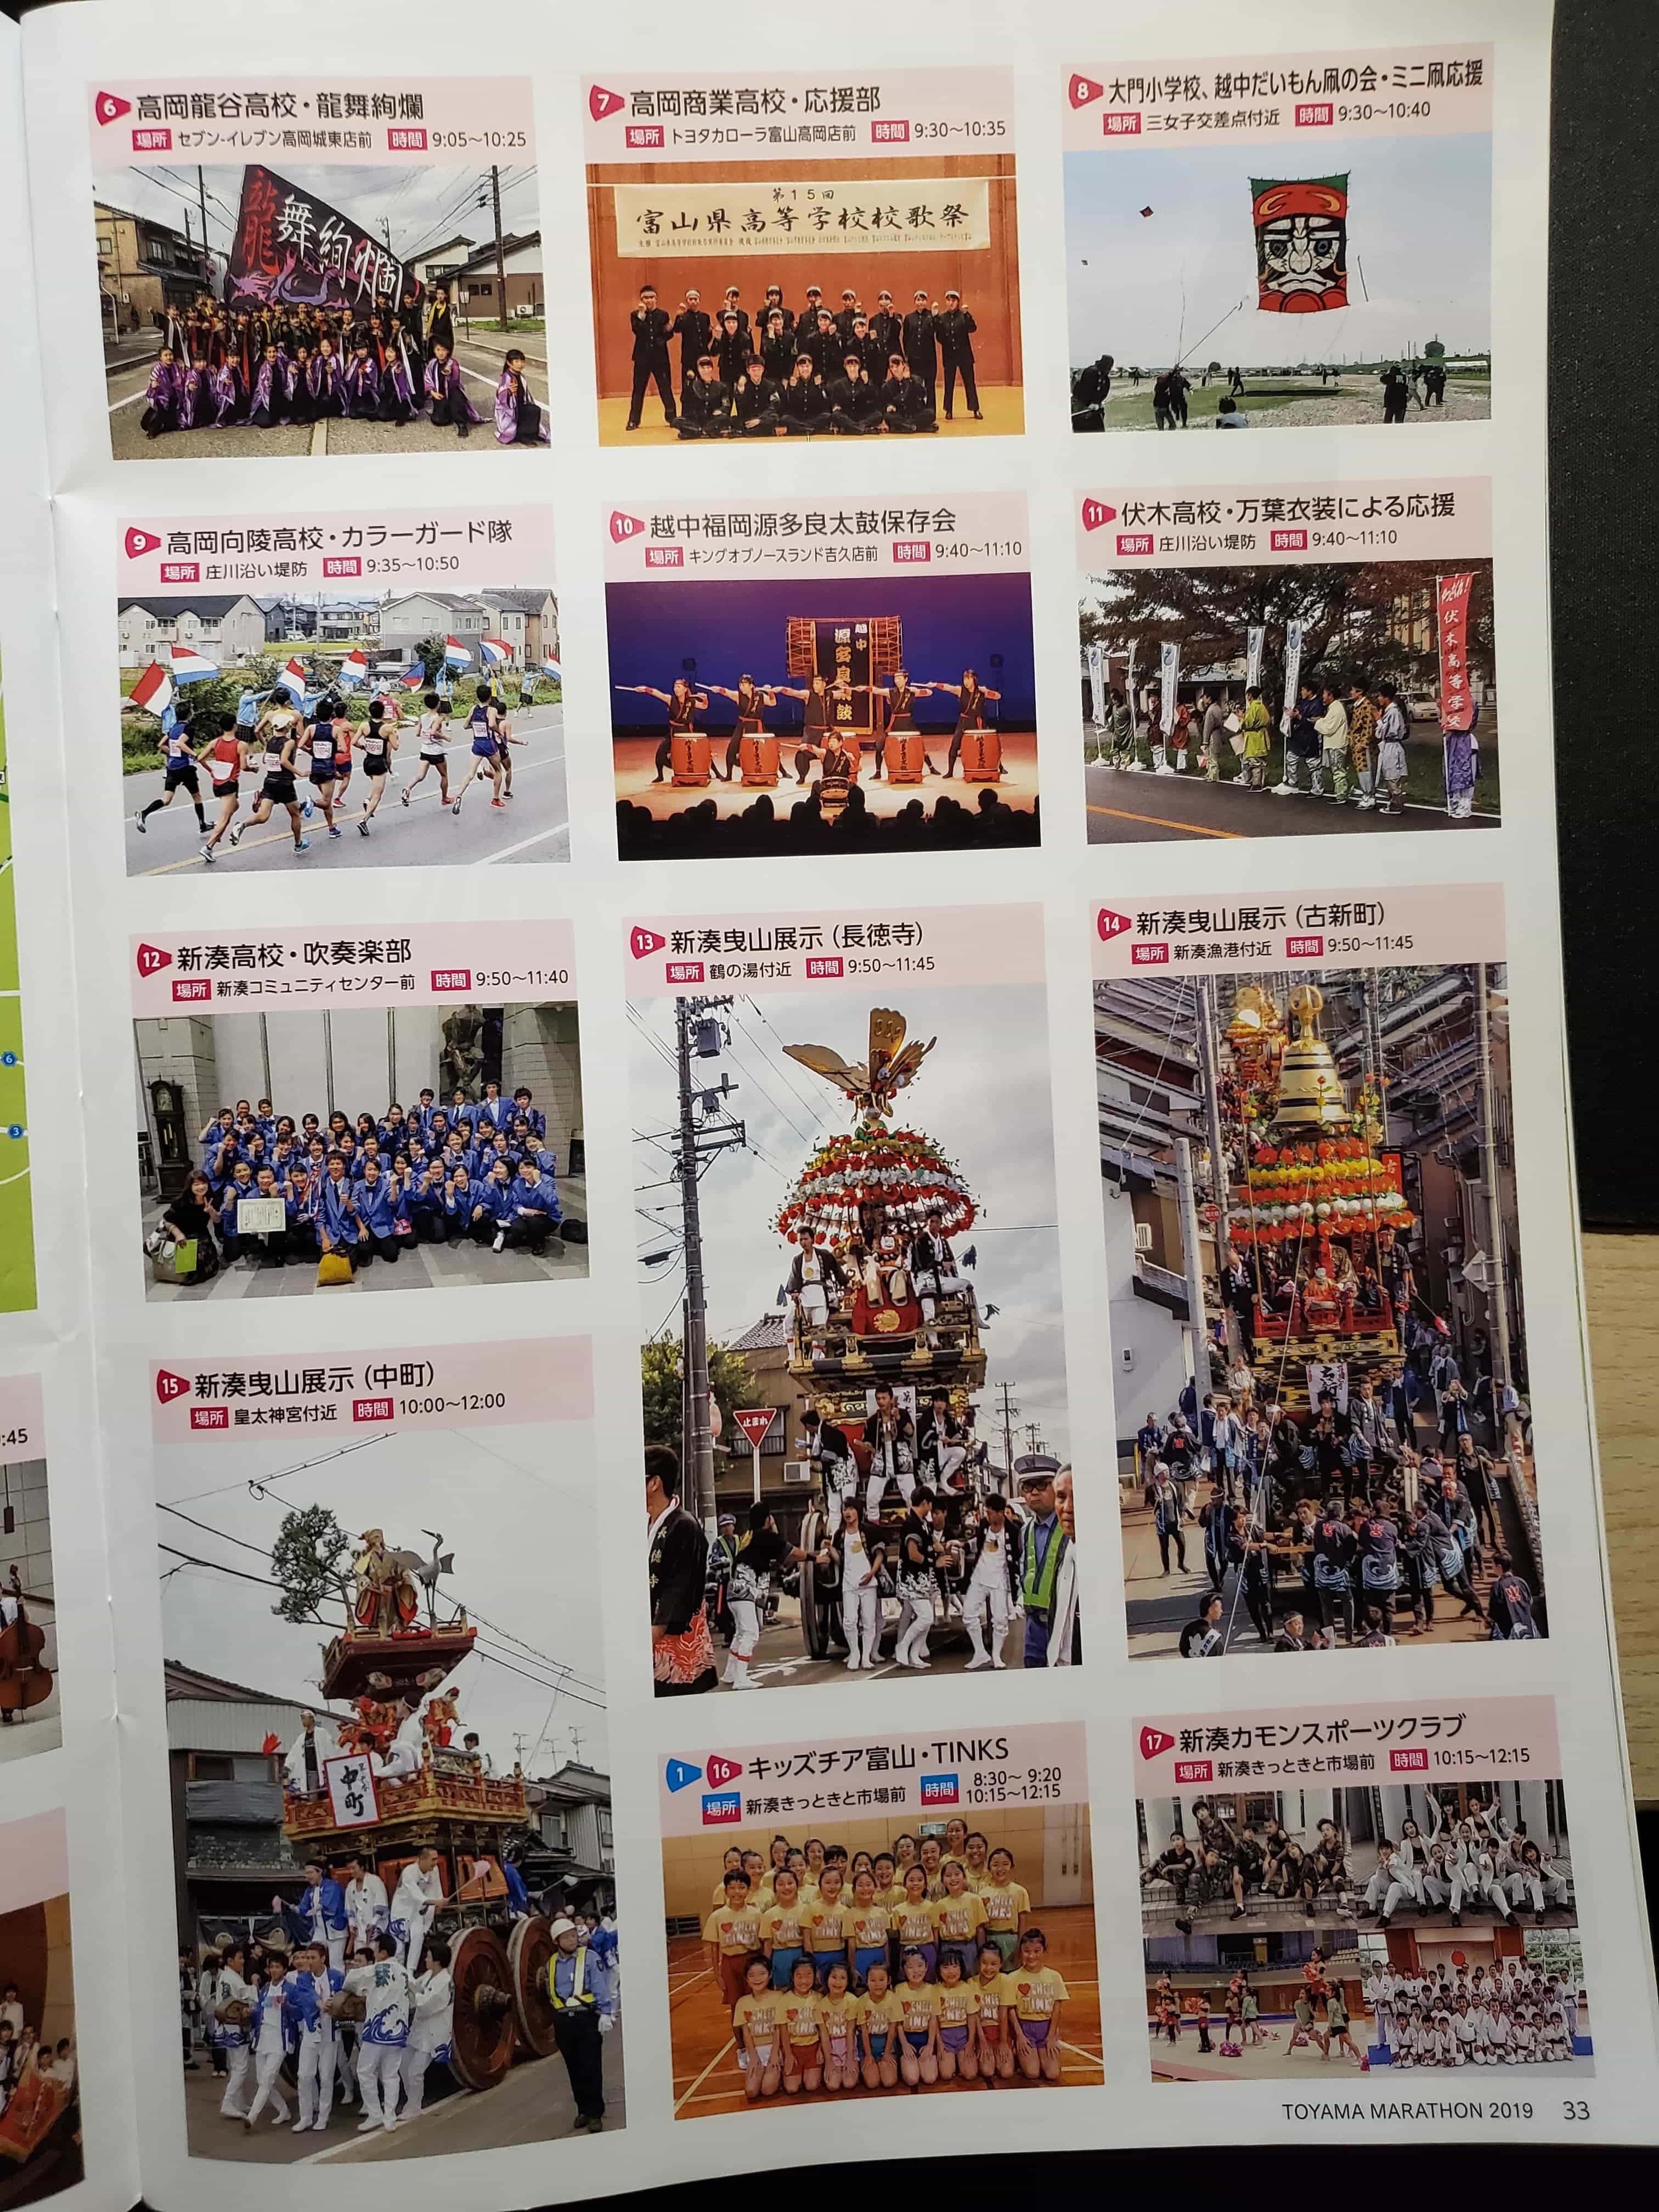 6 高岡龍谷高校・龍舞絢爛
場所 セブン-イレブン高岡城東店前 時間 9:05～10:25
龍舞絢爛
7 高岡商業高校・応援部
場所 トヨタカローラ富山高岡店前 時間 9:30～10:35
第15回
富山県高等学校校歌祭
8 大門小学校、越中だいもん凧の会・ミニ凧応援
場所 三女子交差点付近 時間 9:30～10:40
9 高岡向陵高校・カラーガード隊
場所 庄川沿い堤防 時間 9:35～10:50
10 越中福岡源多良太鼓保存会
場所 キングオブノースランド吉久店前 時間 9:40～11:10
越中
源多良太鼓
11 伏木高校・万葉衣装による応援
場所 庄川沿い堤防 時間 9:40～11:10
伏木高等学校
12 新湊高校・吹奏楽部
場所 新湊コミュニティセンター前 時間 9:50～11:40
13 新湊曳山展示（長徳寺）
場所 鶴の湯付近 時間 9:50～11:45
止まれ
14 新湊曳山展示（古新町）
場所 新湊漁港付近 時間 9:50～11:45
15 新湊曳山展示（中町）
場所 皇太神宮付近 時間 10:00～12:00
中町
1 16 キッズチア富山・TINKS
場所 新湊きっときと市場前 時間 8:30～ 9:20
10:15～12:15
17 新湊カモンスポーツクラブ
場所 新湊きっときと市場前 時間 10:15～12:15
:45
6
3
TOYAMA MARATHON 2019 33